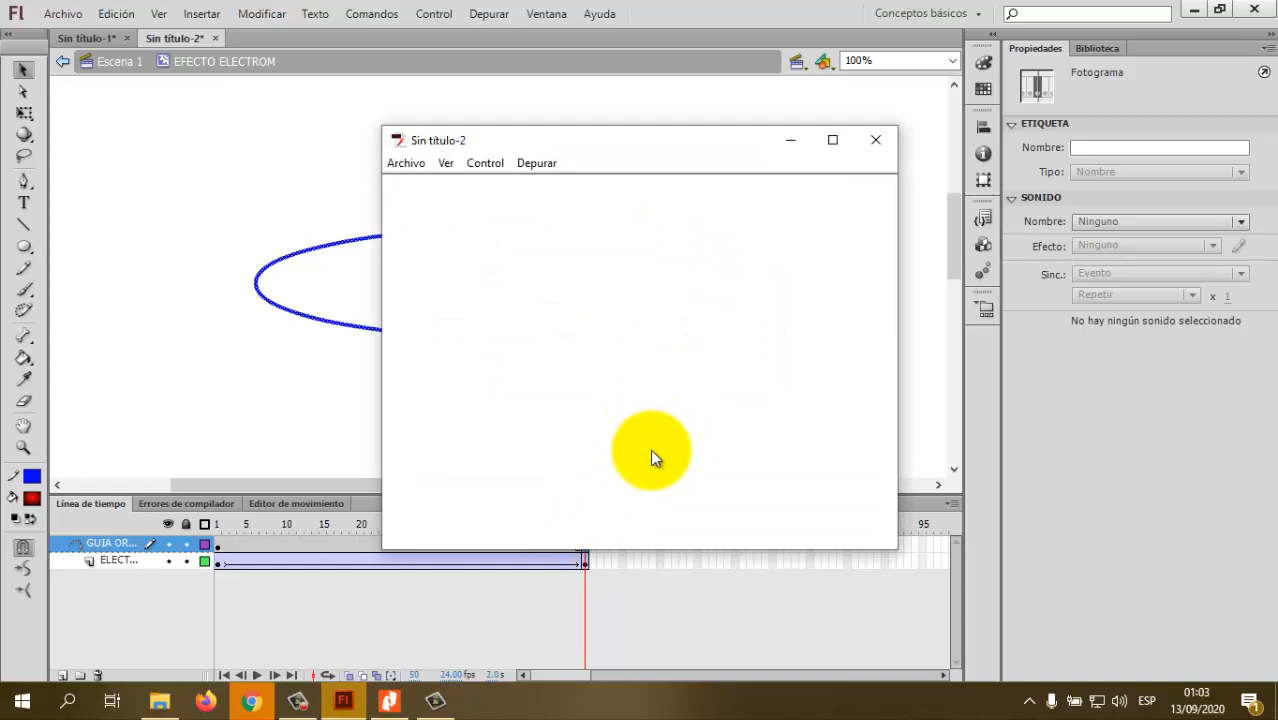 Fl Archivo Edición Ver Insertar Modificar Texto Comandos Control Depurar Ventana Ayuda Conceptos básicos
Sin título-1* × Sin título-2* ×
Escena 1 EFECTO ELECTROM 100%
Propiedades Biblioteca
Fotograma
ETIQUETA
Nombre:
Tipo: Nombre
SONIDO
Nombre: Ninguno
Efecto: Ninguno
Sinc.: Evento
Repetir x 1
No hay ningún sonido seleccionado
Sin título-2
Archivo Ver Control Depurar
Línea de tiempo Errores de compilador Editor de movimiento
1 5 10 15 20 95
GUIA OR...
ELECT...
50 24.00 fps 2.0 s
Fl
ESP
01:03
13/09/2020
1